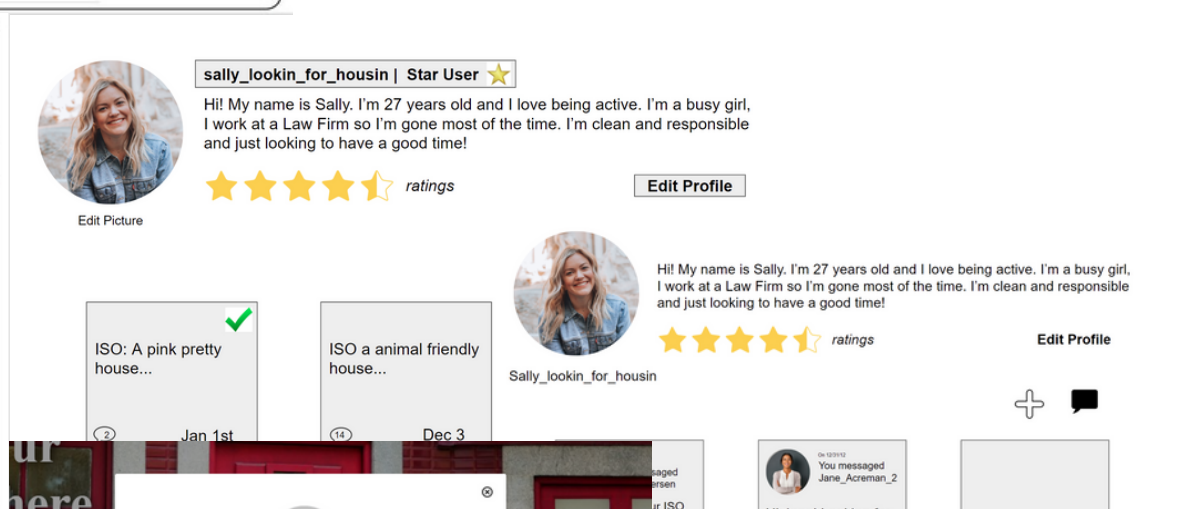 sally_lookin_for_housin | Star User
Hi! My name is Sally. I'm 27 years old and I love being active. I'm a busy girl,
I work at a Law Firm so I'm gone most of the time. I'm clean and responsible
and just looking to have a good time!
ratings
Edit Profile
Edit Picture
Hi! My name is Sally. I'm 27 years old and I love being active. I'm a busy girl,
I work at a Law Firm so I'm gone most of the time. I'm clean and responsible
and just looking to have a good time!
ratings
Edit Profile
Sally_lookin_for_housin
ISO: A pink pretty
house...
2
Jan 1st
ISO a animal friendly
house...
14
Dec 3
On 12/31/12
You messaged
Jane_Acreman_2
ISO